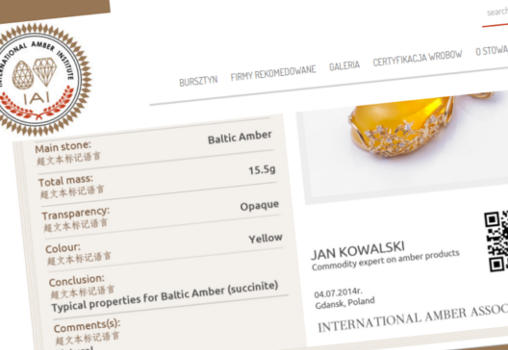 INTERNATIONAL AMBER INSTITUTE
IAI
search
BURSZTYN
FIRMY REKOMEDOWANE
GALERIA
CERTYFIKACJA WROBOW
O STOWA
Main stone:
超文本标记语言
Baltic Amber
Total mass:
超文本标记语言
15.5g
Transparency:
超文本标记语言
Opaque
Colour:
超文本标记语言
Yellow
Conclusion:
超文本标记语言
Typical properties for Baltic Amber (succinite)
Comments(s):
超文本标记语言
JAN KOWALSKI
Commodity expert on amber products
04.07.2014r.
Gdansk, Poland
INTERNATIONAL AMBER ASSOC